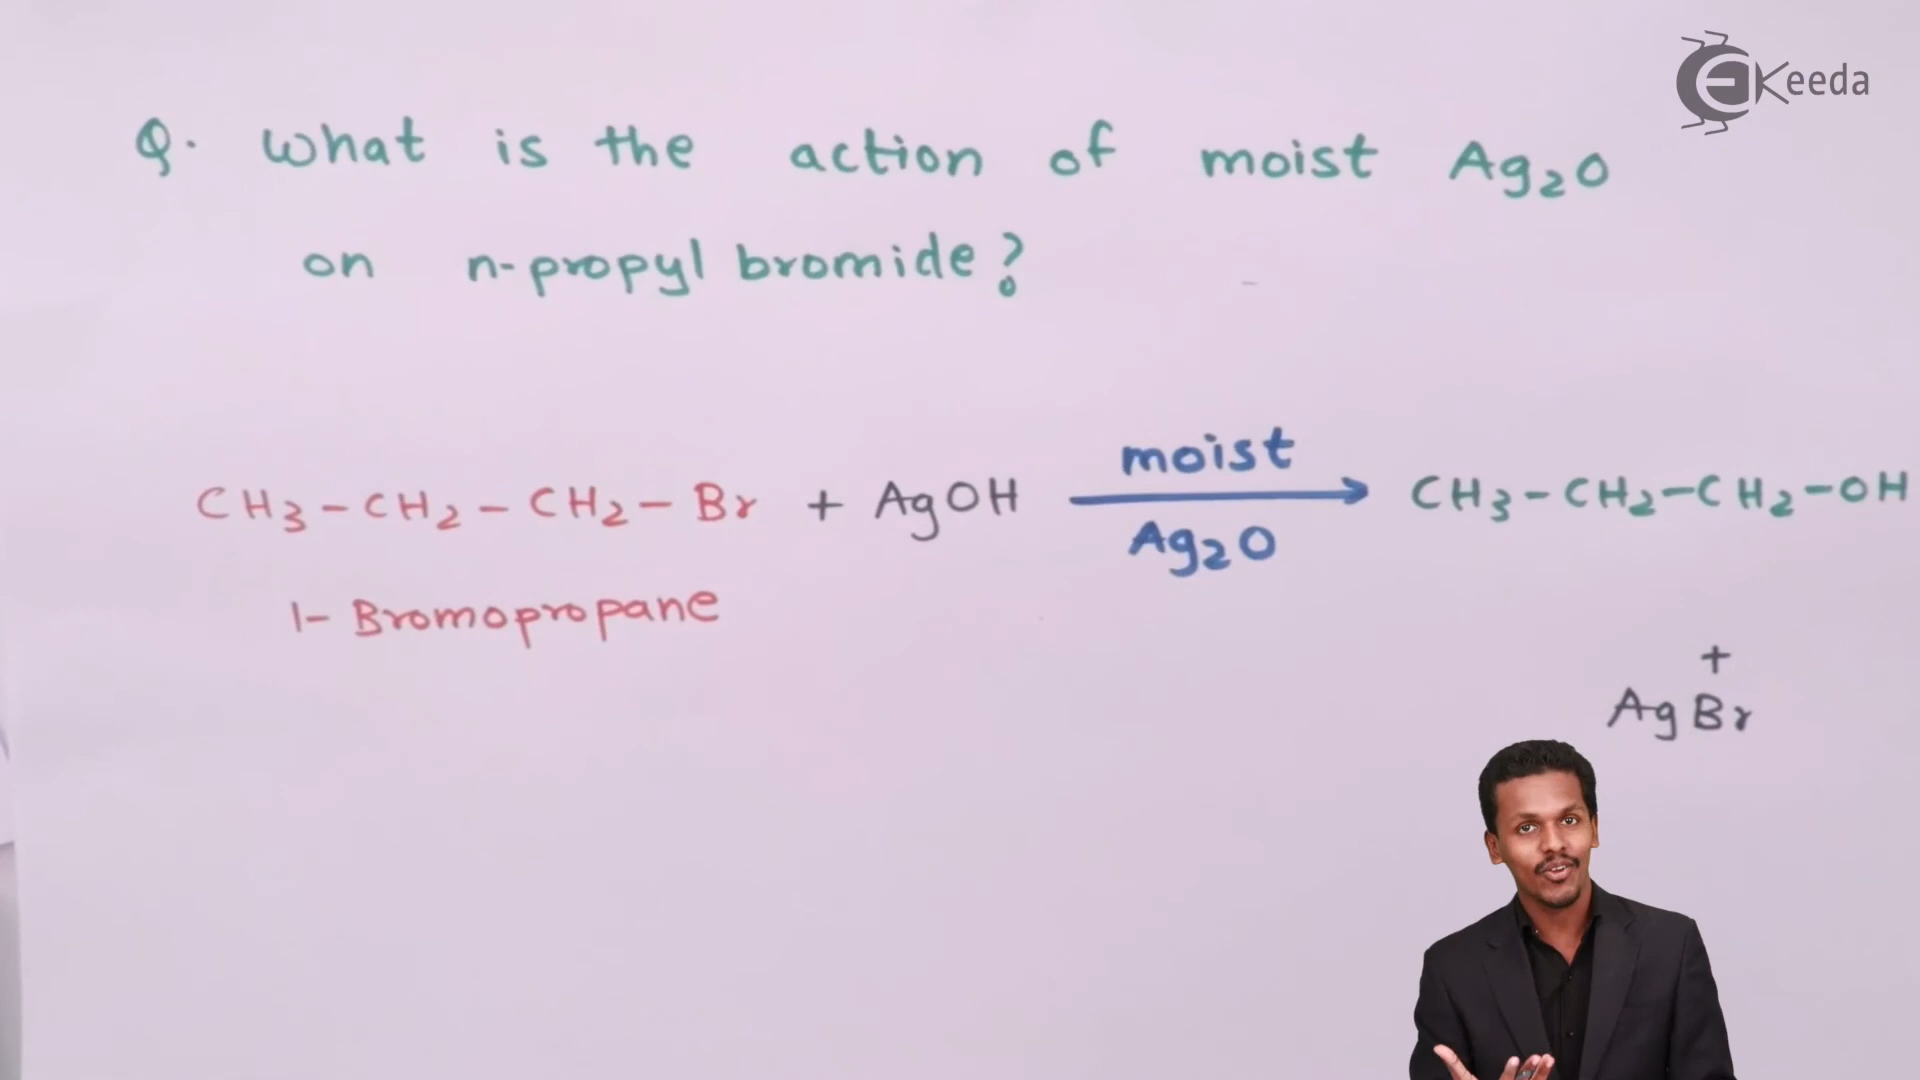 EKeeda
Q. What is the action of moist Ag2O
on n-propyl bromide?
moist
CH3-CH2-CH2-Br + AgOH → CH3-CH2-CH2-OH
Ag2O
1- Bromopropane
+
AgBr